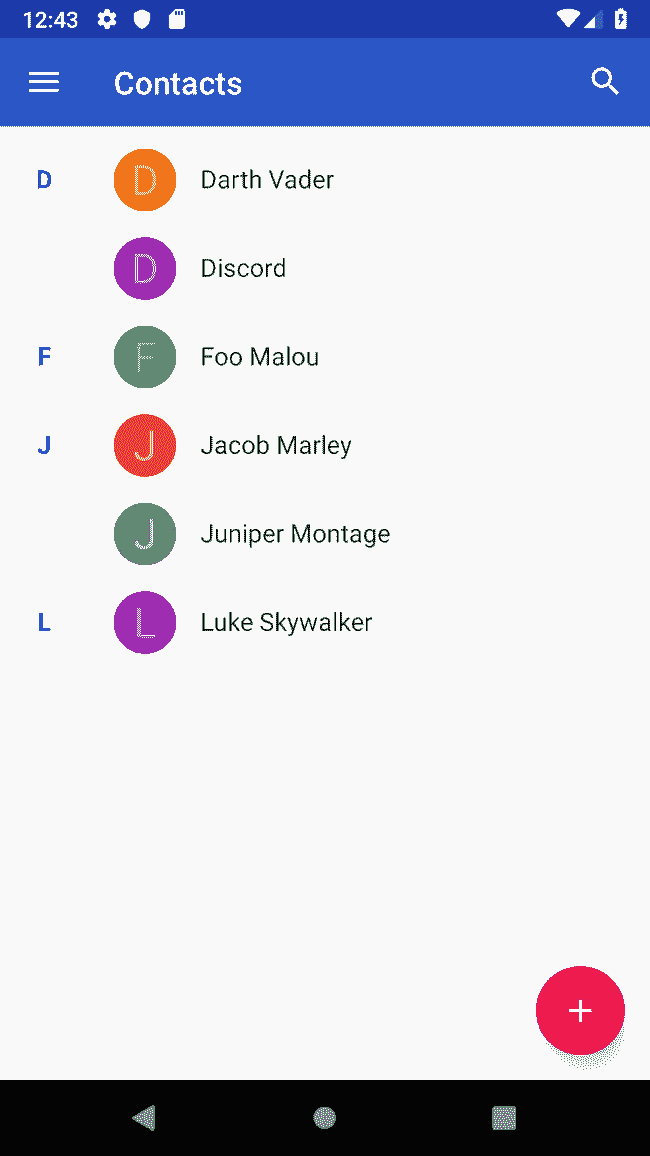 12:43
Contacts
D D Darth Vader
D Discord
F F Foo Malou
J J Jacob Marley
J Juniper Montage
L L Luke Skywalker
+